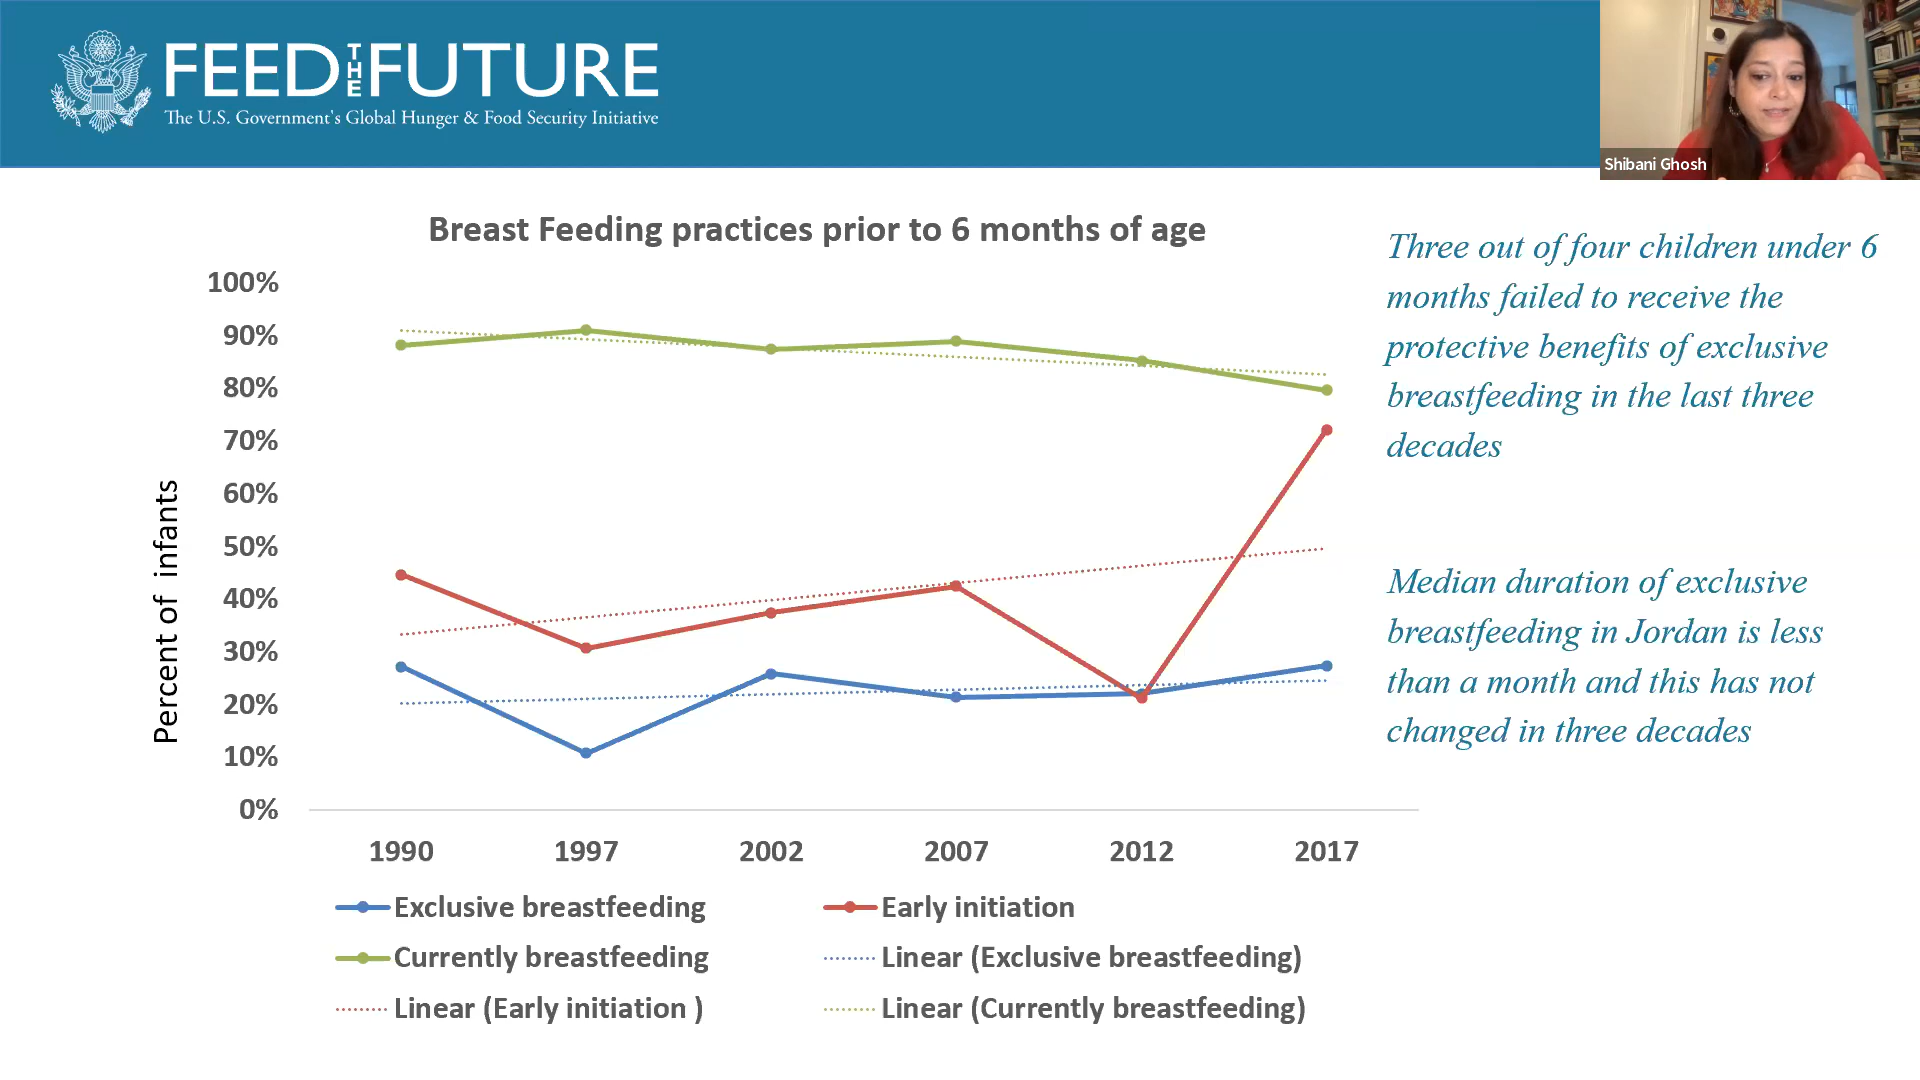 FEED THE FUTURE
The U.S. Government's Global Hunger & Food Security Initiative
Shibani Ghosh
Breast Feeding practices prior to 6 months of age
Percent of infants
100%
90%
80%
70%
60%
50%
40%
30%
20%
10%
0%
1990 1997 2002 2007 2012 2017
Exclusive breastfeeding Early initiation
Currently breastfeeding Linear (Exclusive breastfeeding)
Linear (Early initiation ) Linear (Currently breastfeeding)
Three out of four children under 6
months failed to receive the
protective benefits of exclusive
breastfeeding in the last three
decades
Median duration of exclusive
breastfeeding in Jordan is less
than a month and this has not
changed in three decades